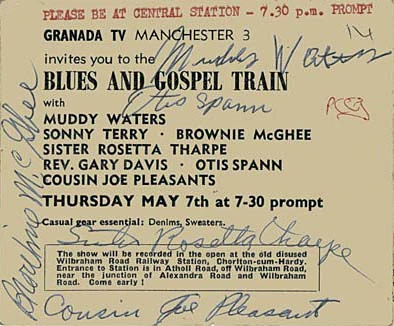 PLEASE BE AT CENTRAL STATION - 7.30 p.m. PROMPT
GRANADA TV MANCHESTER 3
invites you to the
Muddy Waters
BLUES AND GOSPEL TRAIN
with
Otis Spann
MUDDY WATERS
SONNY TERRY · BROWNIE McGHEE
SISTER ROSETTA THARPE
REV. GARY DAVIS · OTIS SPANN
COUSIN JOE PLEASANTS
THURSDAY MAY 7th at 7-30 prompt
Casual gear essential: Denims, Sweaters.
Sister Rosetta Tharpe
The show will be recorded in the open at the old disused
Wilbraham Road Railway Station, Chorlton-cum-Hardy.
Entrance to Station is in Atholl Road, off Wilbraham Road,
near the junction of Alexandra Road and Wilbraham
Road. Come early !
Cousin Joe Pleasant
Brownie McGhee